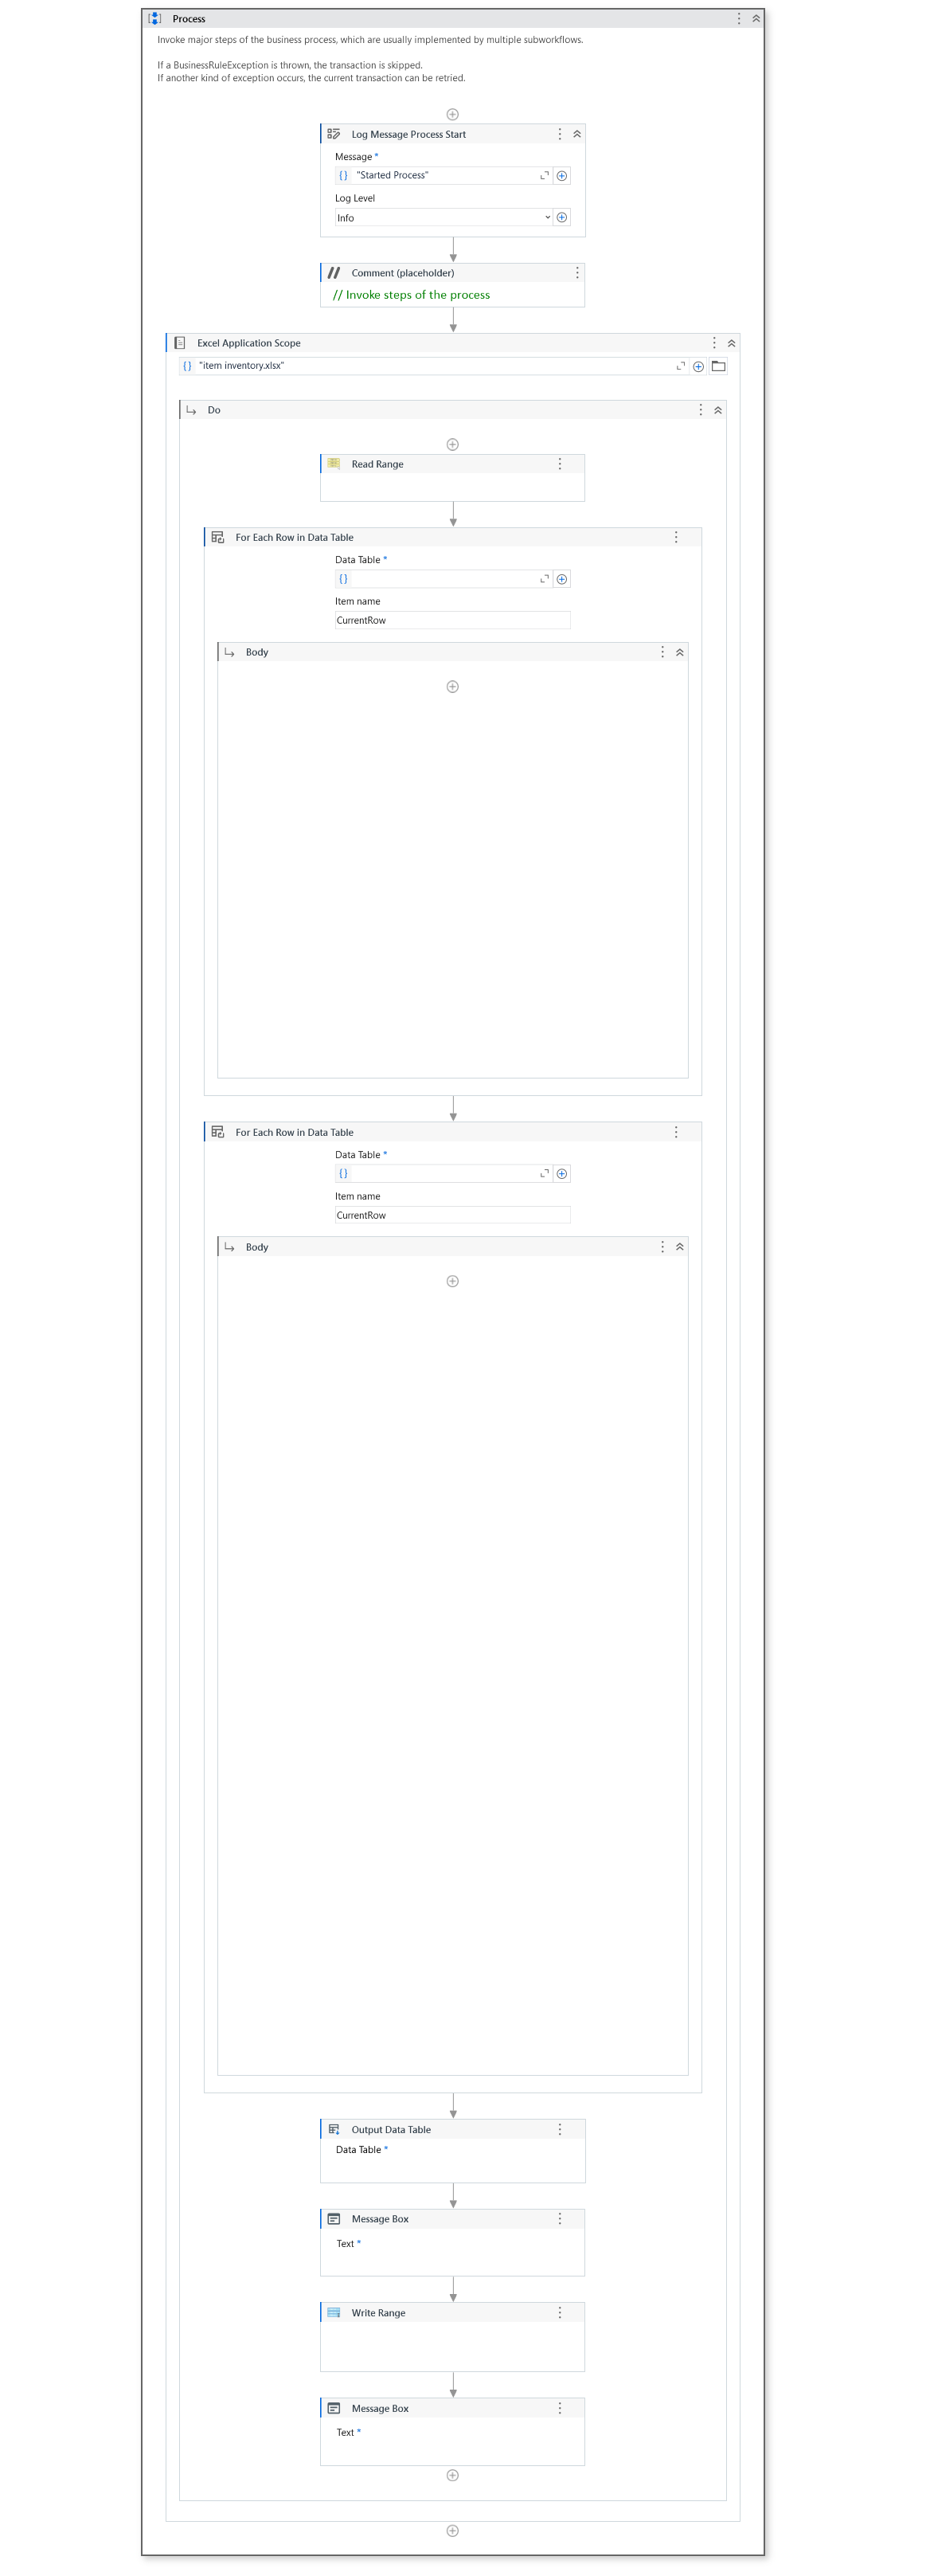 Process
Invoke major steps of the business process, which are usually implemented by multiple subworkflows.
If a BusinessRuleException is thrown, the transaction is skipped.
If another kind of exception occurs, the current transaction can be retried.
Log Message Process Start
Message *
{ } "Started Process"
Log Level
Info
Comment (placeholder)
// Invoke steps of the process
Excel Application Scope
{ } "item inventory.xlsx"
Do
Read Range
For Each Row in Data Table
Data Table *
{ }
Item name
CurrentRow
Body
For Each Row in Data Table
Data Table *
{ }
Item name
CurrentRow
Body
Output Data Table
Data Table *
Message Box
Text *
Write Range
Message Box
Text *